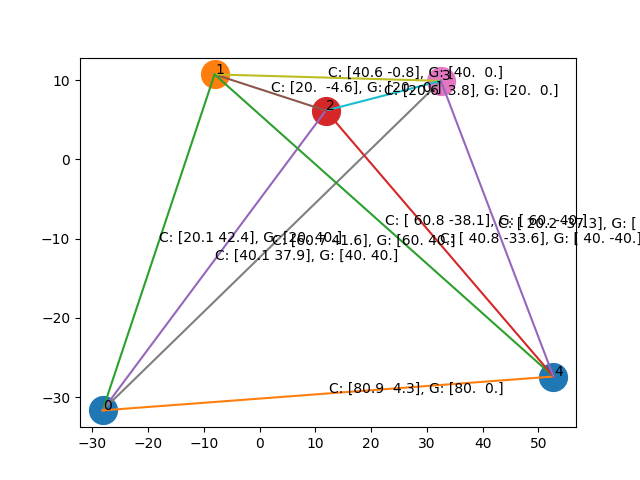 1
3
C: [40.6 -0.8], G: [40. 0.]
C: [20. -4.6], G: [20. 0.]
C: [20.6 3.8], G: [20. 0.]
2
C: [ 60.8 -38.1], G: [ 60. -40.]
C: [ 20.2 -37.3], G: [
C: [20.1 42.4], G: [20. 40.]
C: [60.7 41.6], G: [60. 40.]
C: [ 40.8 -33.6], G: [ 40. -40.]
C: [40.1 37.9], G: [40. 40.]
4
C: [80.9 4.3], G: [80. 0.]
0
10
0
−10
−20
−30
−30 −20 −10 0 10 20 30 40 50